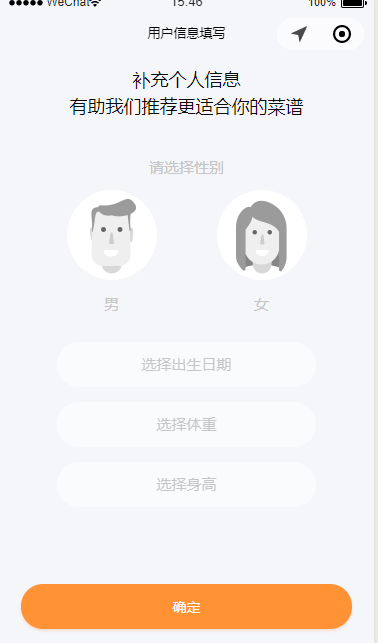 WeChat 15:46 100%
用户信息填写
补充个人信息
有助我们推荐更适合你的菜谱
请选择性别
男 女
选择出生日期
选择体重
选择身高
确定